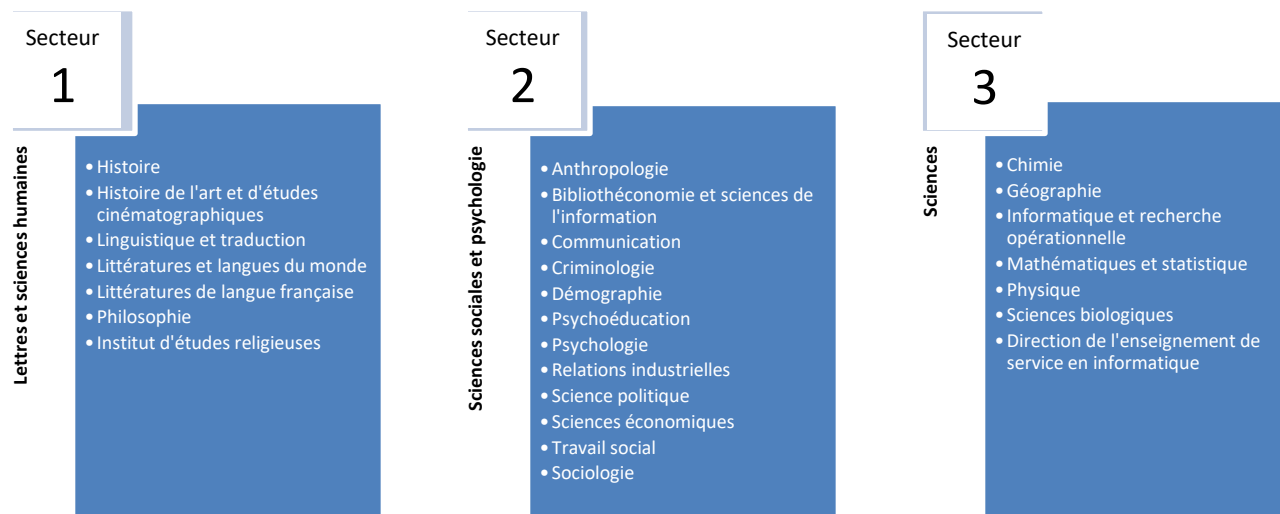 Secteur
1
Lettres et sciences humaines
• Histoire
• Histoire de l'art et d'études
cinématographiques
• Linguistique et traduction
• Littératures et langues du monde
• Littératures de langue française
• Philosophie
• Institut d'études religieuses
Secteur
2
Sciences sociales et psychologie
• Anthropologie
• Bibliothéconomie et sciences de
l'information
• Communication
• Criminologie
• Démographie
• Psychoéducation
• Psychologie
• Relations industrielles
• Science politique
• Sciences économiques
• Travail social
• Sociologie
Secteur
3
Sciences
• Chimie
• Géographie
• Informatique et recherche
opérationnelle
• Mathématiques et statistique
• Physique
• Sciences biologiques
• Direction de l'enseignement de
service en informatique